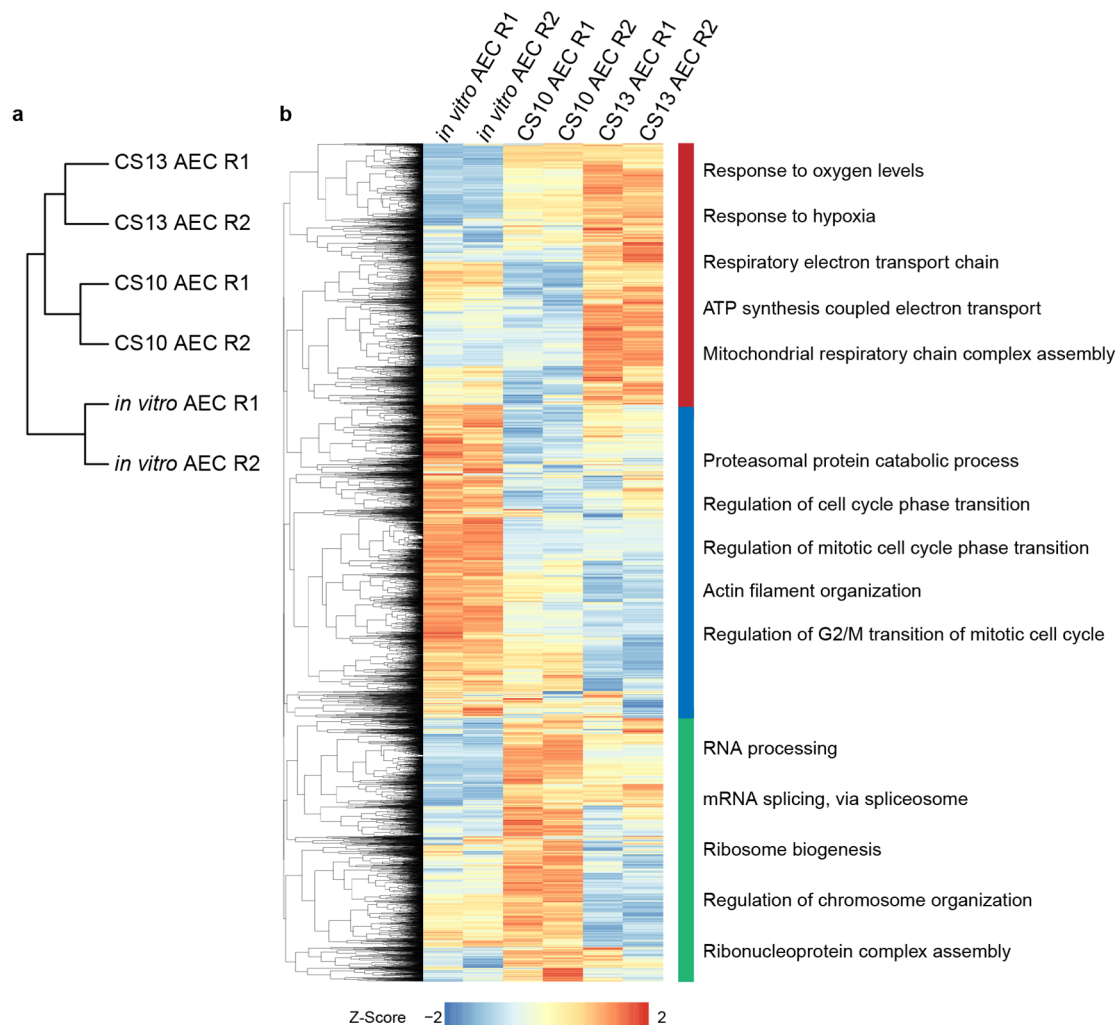 a
CS13 AEC R1
CS13 AEC R2
CS10 AEC R1
CS10 AEC R2
in vitro AEC R1
in vitro AEC R2
b
in vitro AEC R1
in vitro AEC R2
CS10 AEC R1
CS10 AEC R2
CS13 AEC R1
CS13 AEC R2
Response to oxygen levels
Response to hypoxia
Respiratory electron transport chain
ATP synthesis coupled electron transport
Mitochondrial respiratory chain complex assembly
Proteasomal protein catabolic process
Regulation of cell cycle phase transition
Regulation of mitotic cell cycle phase transition
Actin filament organization
Regulation of G2/M transition of mitotic cell cycle
RNA processing
mRNA splicing, via spliceosome
Ribosome biogenesis
Regulation of chromosome organization
Ribonucleoprotein complex assembly
Z-Score −2 2